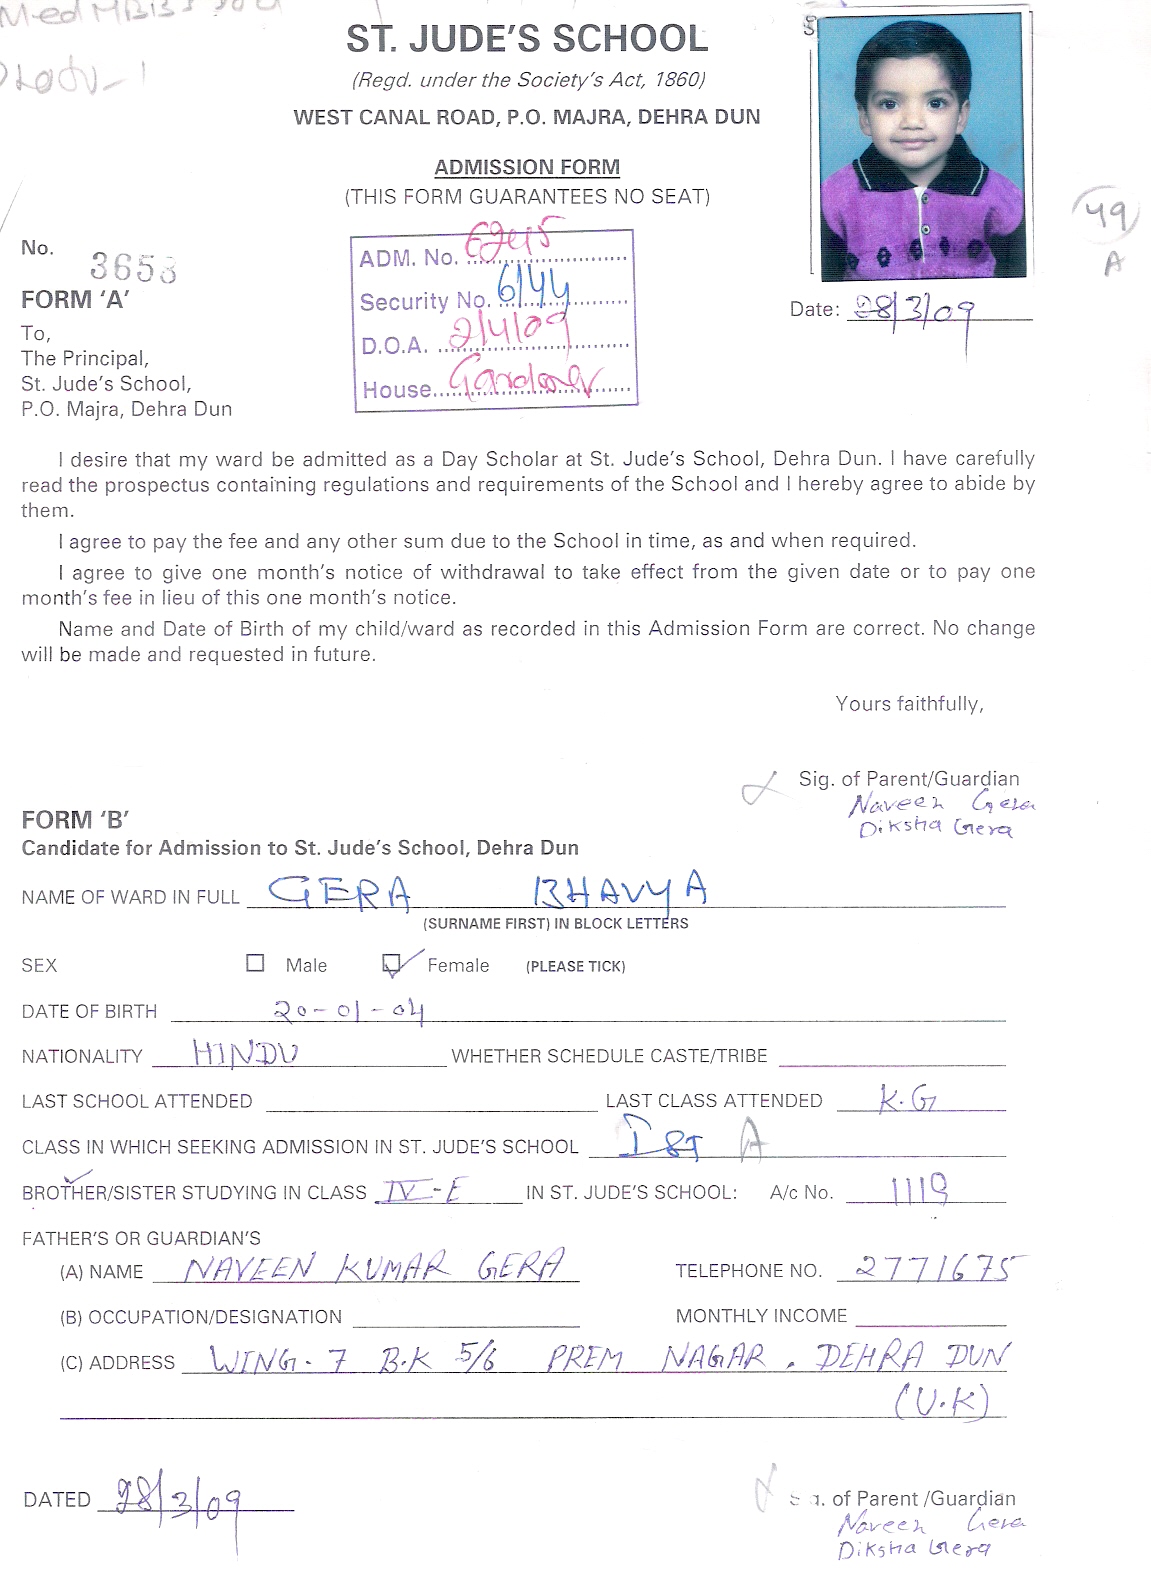 ST. JUDE'S SCHOOL
(Regd. under the Society's Act, 1860)
WEST CANAL ROAD, P.O. MAJRA, DEHRA DUN
ADMISSION FORM
(THIS FORM GUARANTEES NO SEAT)
49
A
No. 3653
ADM. No. 6745
Security No. 6144
D.O.A. 2/4/09
House
Date: 28/3/09
FORM 'A'
To,
The Principal,
St. Jude's School,
P.O. Majra, Dehra Dun
I desire that my ward be admitted as a Day Scholar at St. Jude's School, Dehra Dun. I have carefully
read the prospectus containing regulations and requirements of the School and I hereby agree to abide by
them.
I agree to pay the fee and any other sum due to the School in time, as and when required.
I agree to give one month's notice of withdrawal to take effect from the given date or to pay one
month's fee in lieu of this one month's notice.
Name and Date of Birth of my child/ward as recorded in this Admission Form are correct. No change
will be made and requested in future.
Yours faithfully,
Sig. of Parent/Guardian
Naveen Gera
Diksha Gera
FORM 'B'
Candidate for Admission to St. Jude's School, Dehra Dun
NAME OF WARD IN FULL GERA BHAVYA
(SURNAME FIRST) IN BLOCK LETTERS
SEX Male Female (PLEASE TICK)
DATE OF BIRTH 20-01-04
NATIONALITY HINDU WHETHER SCHEDULE CASTE/TRIBE
LAST SCHOOL ATTENDED LAST CLASS ATTENDED K.G
CLASS IN WHICH SEEKING ADMISSION IN ST. JUDE'S SCHOOL Ist A
BROTHER/SISTER STUDYING IN CLASS IV-E IN ST. JUDE'S SCHOOL: A/c No. 1119
FATHER'S OR GUARDIAN'S
(A) NAME NAVEEN KUMAR GERA TELEPHONE NO. 2771675
(B) OCCUPATION/DESIGNATION MONTHLY INCOME
(C) ADDRESS WING-7 B.K 5/6 PREM NAGAR. DEHRA DUN
(U.K)
DATED 28/3/09
of Parent/Guardian
Naveen Gera
Diksha Gera